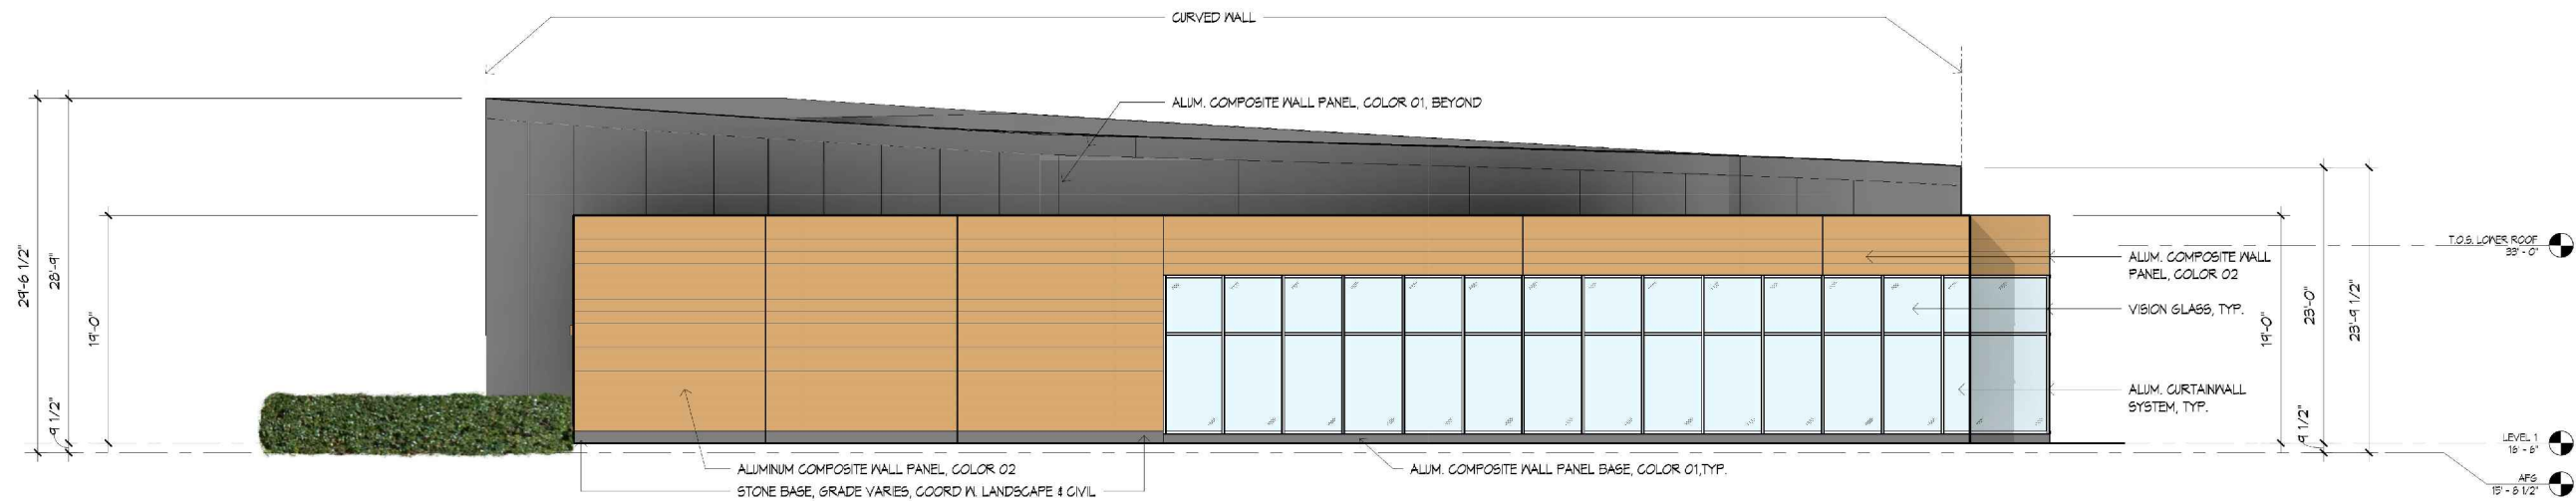 CURVED WALL
ALUM. COMPOSITE WALL PANEL, COLOR 01, BEYOND
29'-6 1/2"
28'-9"
9 1/2"
19'-0"
ALUM. COMPOSITE WALL
PANEL, COLOR 02
VISION GLASS, TYP.
ALUM. CURTAINWALL
SYSTEM, TYP.
19'-0"
23'-0"
9 1/2"
23'-9 1/2"
T.O.S. LOWER ROOF
33' - 0"
LEVEL 1
16' - 6"
AFG
15' - 8 1/2"
ALUMINUM COMPOSITE WALL PANEL, COLOR 02
STONE BASE, GRADE VARIES, COORD W. LANDSCAPE & CIVIL
ALUM. COMPOSITE WALL PANEL BASE, COLOR 01,TYP.